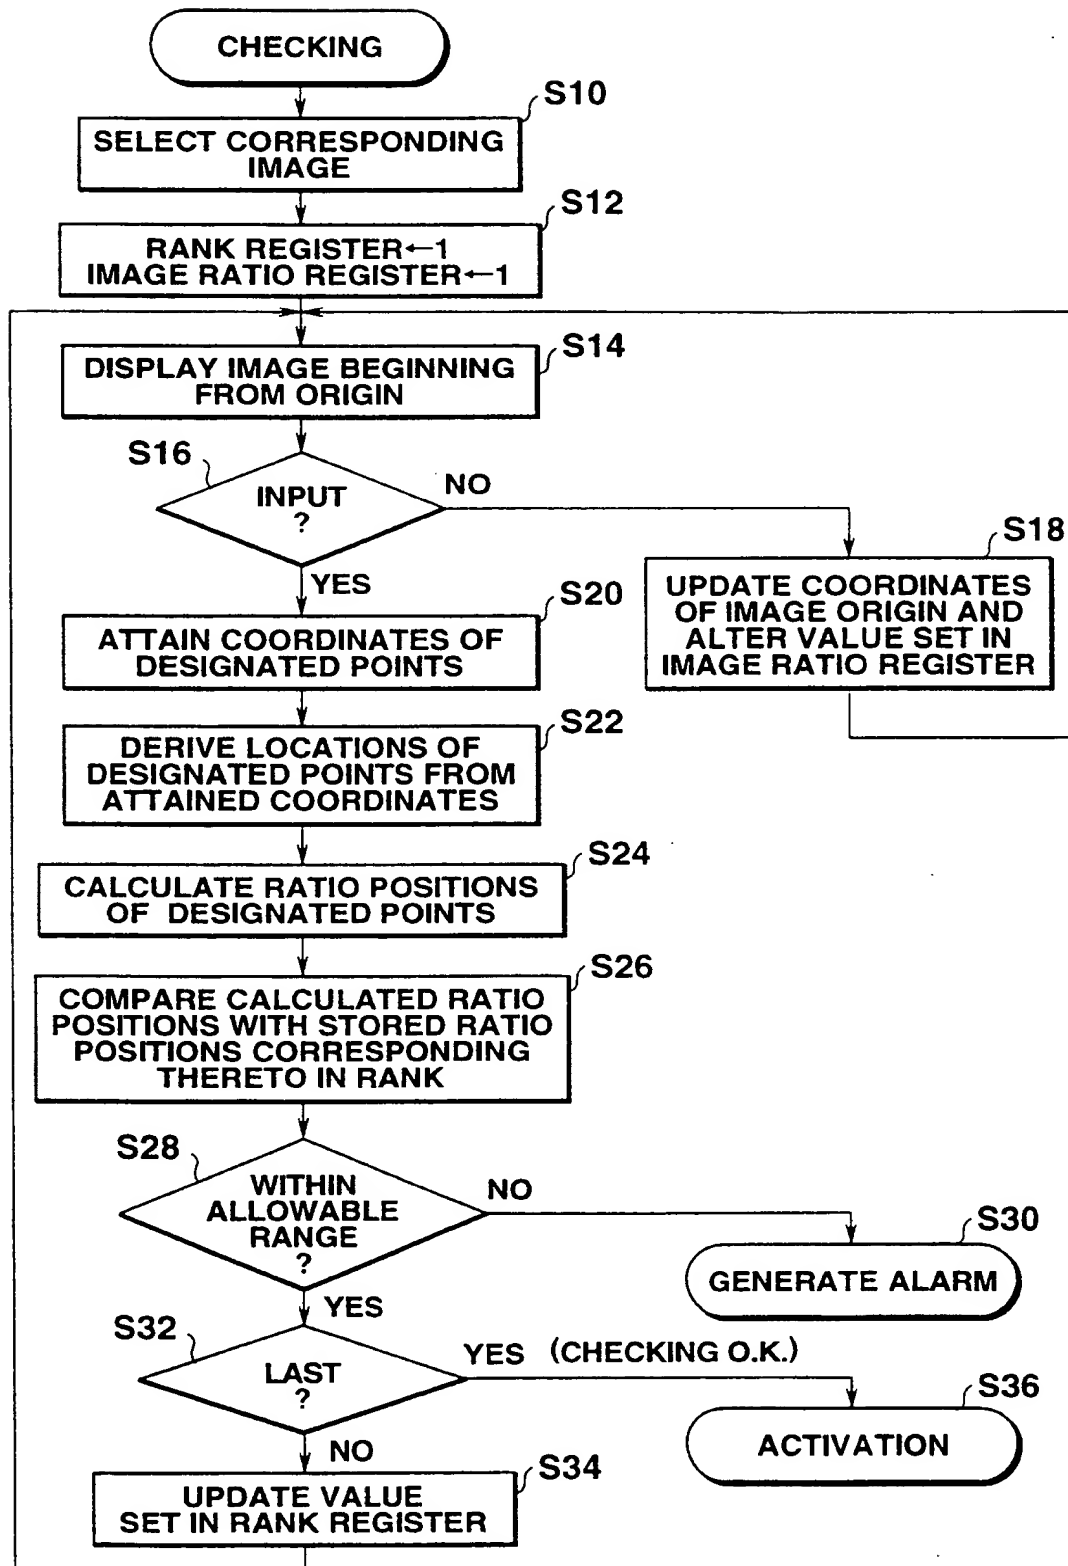 CHECKING
S10
SELECT CORRESPONDING
IMAGE
S12
RANK REGISTER←1
IMAGE RATIO REGISTER←1
S14
DISPLAY IMAGE BEGINNING
FROM ORIGIN
S16
INPUT
?
NO
YES
S18
UPDATE COORDINATES
OF IMAGE ORIGIN AND
ALTER VALUE SET IN
IMAGE RATIO REGISTER
S20
ATTAIN COORDINATES OF
DESIGNATED POINTS
S22
DERIVE LOCATIONS OF
DESIGNATED POINTS FROM
ATTAINED COORDINATES
S24
CALCULATE RATIO POSITIONS
OF DESIGNATED POINTS
S26
COMPARE CALCULATED RATIO
POSITIONS WITH STORED RATIO
POSITIONS CORRESPONDING
THERETO IN RANK
S28
WITHIN
ALLOWABLE
RANGE
?
NO
YES
S30
GENERATE ALARM
S32
LAST
?
YES (CHECKING O.K.)
NO
S36
ACTIVATION
S34
UPDATE VALUE
SET IN RANK REGISTER